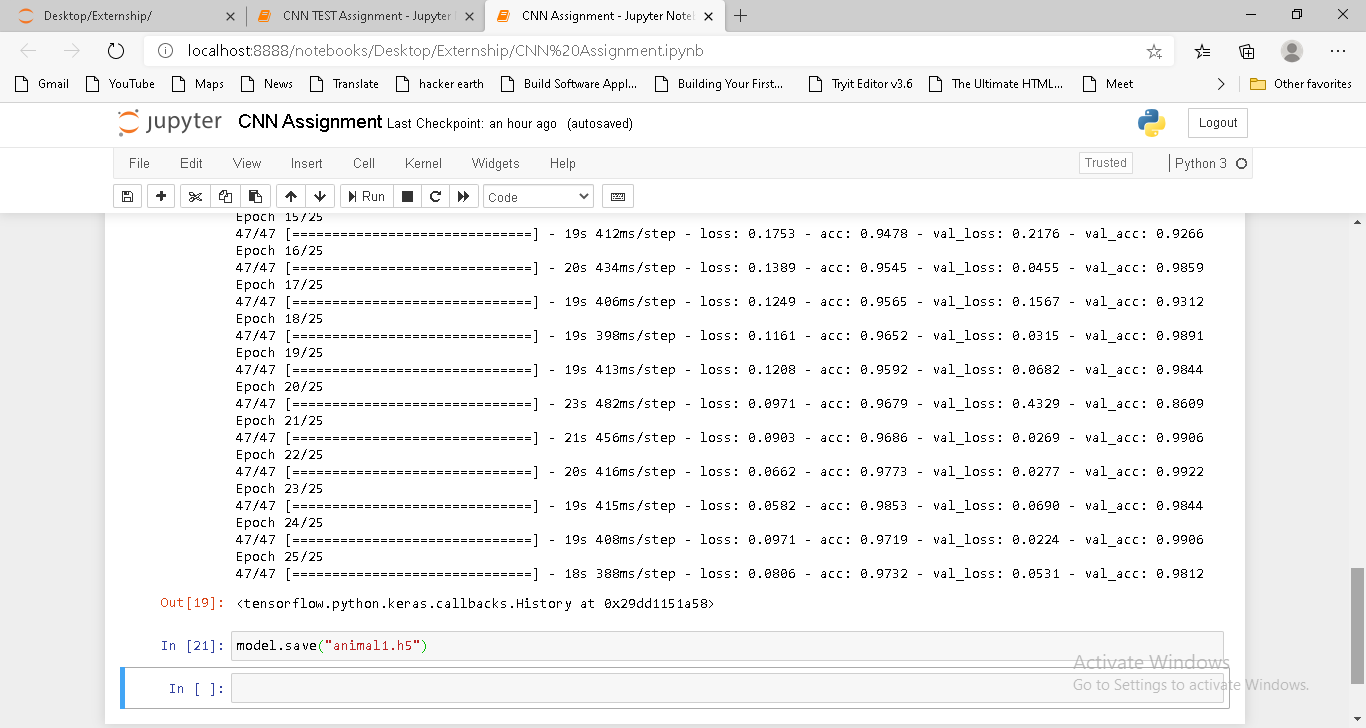 Desktop/Externship/
CNN TEST Assignment - Jupyter
CNN Assignment - Jupyter Note
localhost:8888/notebooks/Desktop/Externship/CNN%20Assignment.ipynb
Gmail YouTube Maps News Translate hacker earth Build Software Appl... Building Your First... Tryit Editor v3.6 The Ultimate HTML... Meet Other favorites
jupyter CNN Assignment Last Checkpoint: an hour ago (autosaved) Logout
File Edit View Insert Cell Kernel Widgets Help Trusted Python 3
Run Code
Epoch 15/25
47/47 [==============================] - 19s 412ms/step - loss: 0.1753 - acc: 0.9478 - val_loss: 0.2176 - val_acc: 0.9266
Epoch 16/25
47/47 [==============================] - 20s 434ms/step - loss: 0.1389 - acc: 0.9545 - val_loss: 0.0455 - val_acc: 0.9859
Epoch 17/25
47/47 [==============================] - 19s 406ms/step - loss: 0.1249 - acc: 0.9565 - val_loss: 0.1567 - val_acc: 0.9312
Epoch 18/25
47/47 [==============================] - 19s 398ms/step - loss: 0.1161 - acc: 0.9652 - val_loss: 0.0315 - val_acc: 0.9891
Epoch 19/25
47/47 [==============================] - 19s 413ms/step - loss: 0.1208 - acc: 0.9592 - val_loss: 0.0682 - val_acc: 0.9844
Epoch 20/25
47/47 [==============================] - 23s 482ms/step - loss: 0.0971 - acc: 0.9679 - val_loss: 0.4329 - val_acc: 0.8609
Epoch 21/25
47/47 [==============================] - 21s 456ms/step - loss: 0.0903 - acc: 0.9686 - val_loss: 0.0269 - val_acc: 0.9906
Epoch 22/25
47/47 [==============================] - 20s 416ms/step - loss: 0.0662 - acc: 0.9773 - val_loss: 0.0277 - val_acc: 0.9922
Epoch 23/25
47/47 [==============================] - 19s 415ms/step - loss: 0.0582 - acc: 0.9853 - val_loss: 0.0690 - val_acc: 0.9844
Epoch 24/25
47/47 [==============================] - 19s 408ms/step - loss: 0.0971 - acc: 0.9719 - val_loss: 0.0224 - val_acc: 0.9906
Epoch 25/25
47/47 [==============================] - 18s 388ms/step - loss: 0.0806 - acc: 0.9732 - val_loss: 0.0531 - val_acc: 0.9812
Out[19]: <tensorflow.python.keras.callbacks.History at 0x29dd1151a58>
In [21]: model.save("animal1.h5")
Activate Windows
Go to Settings to activate Windows.
In [ ]: